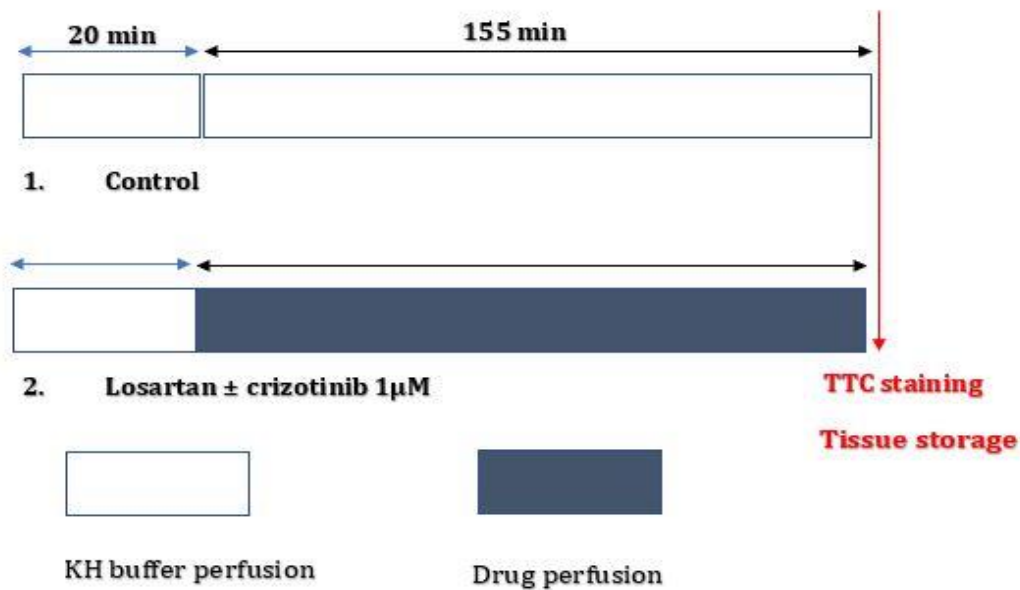 20 min
155 min
1. Control
2. Losartan ± crizotinib 1μM
TTC staining
Tissue storage
KH buffer perfusion
Drug perfusion